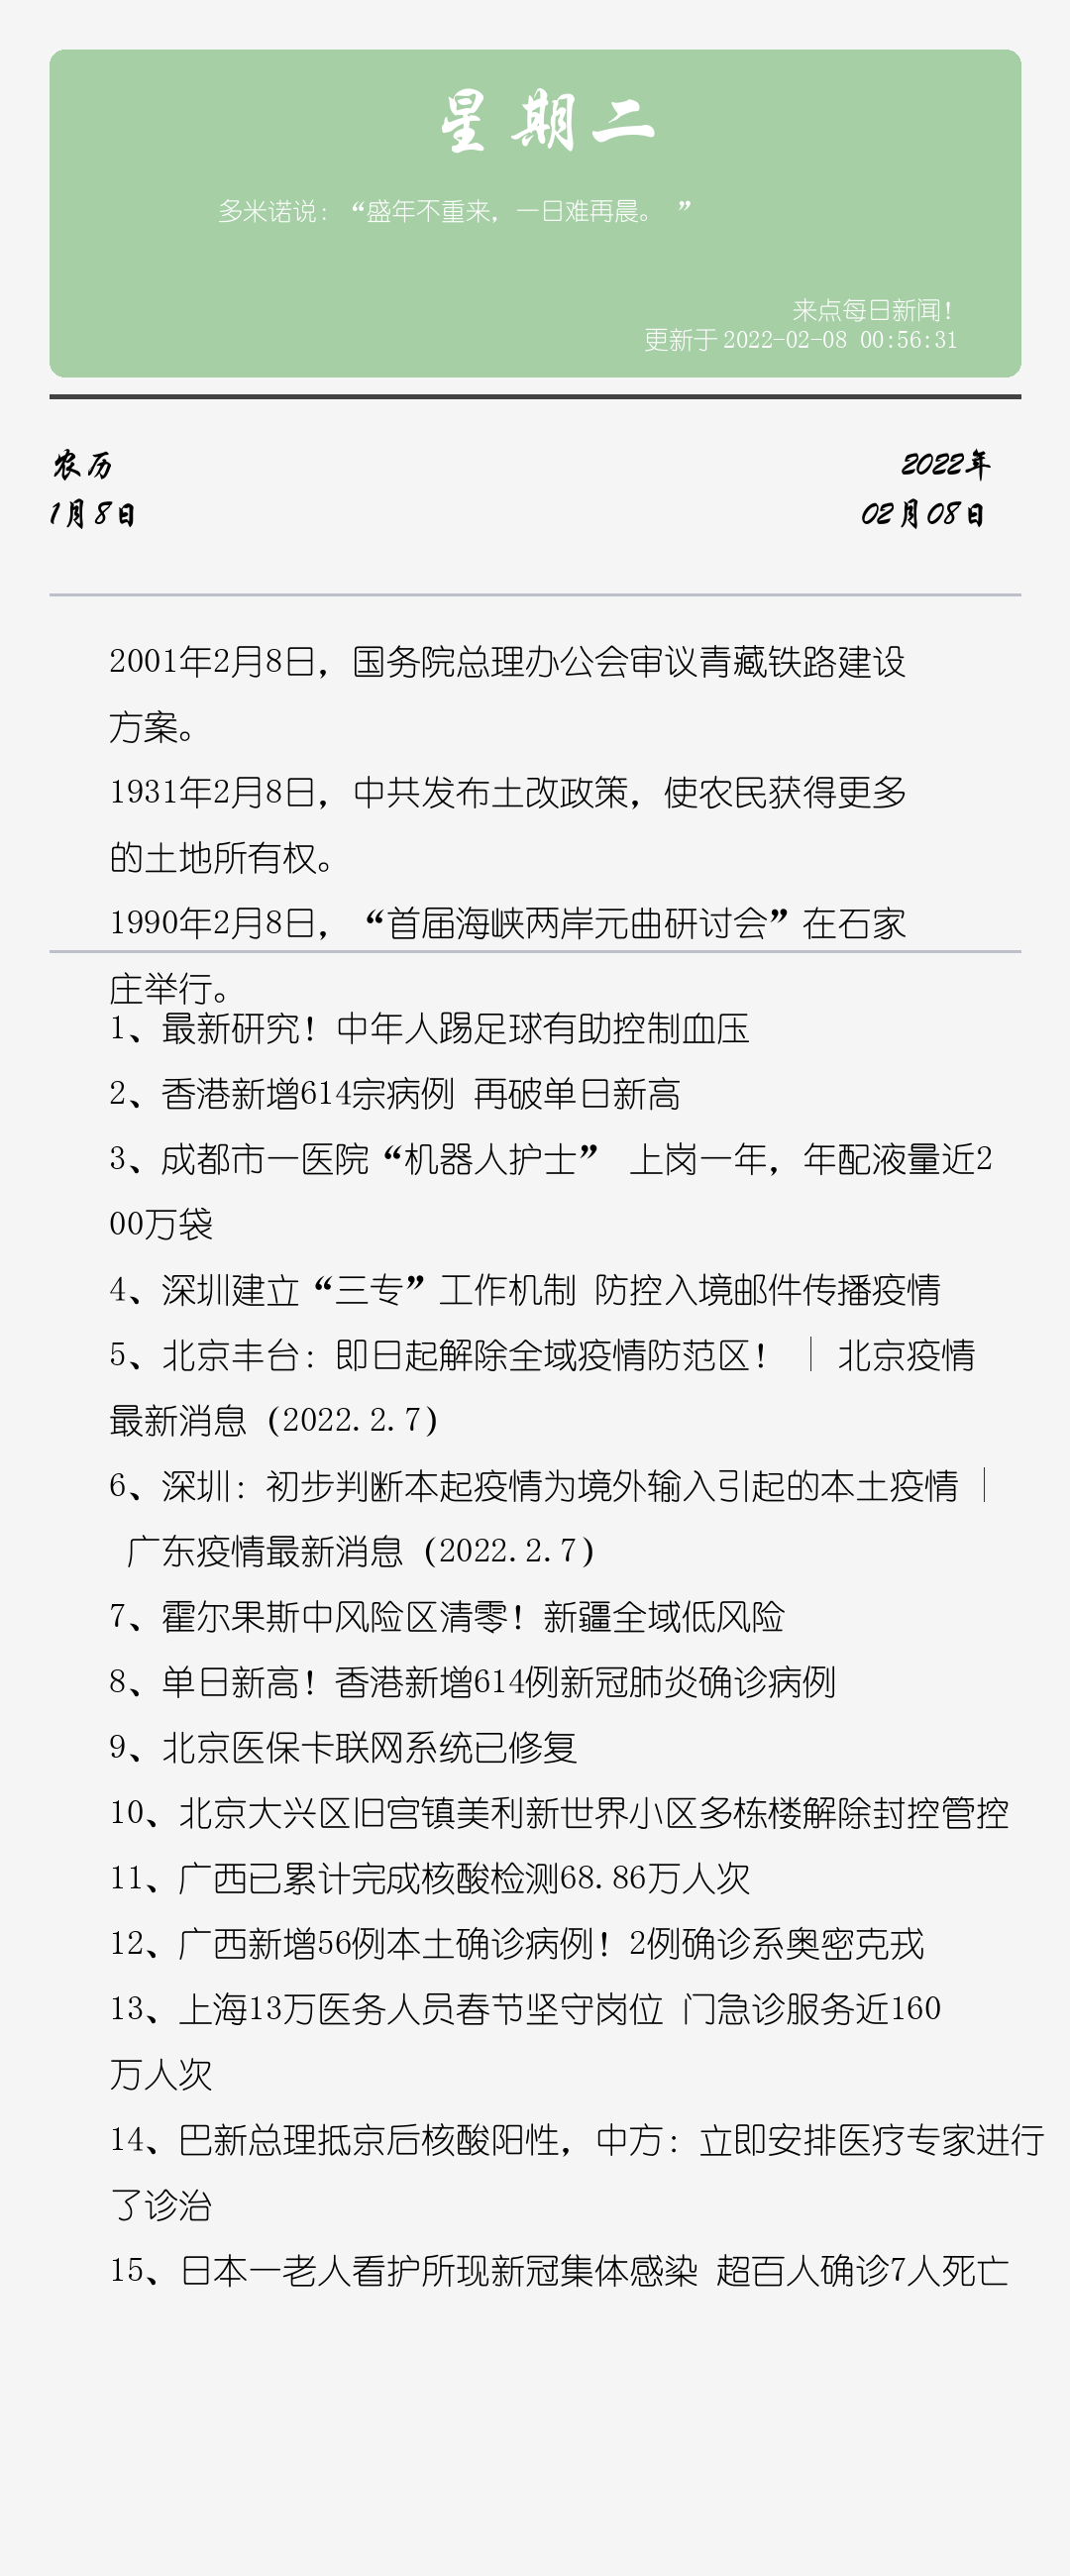 星期二
多米诺说：“盛年不重来，一日难再晨。 ”
来点每日新闻！
更新于 2022-02-08 00:56:31
农历
1月8日
2022年
02月08日
2001年2月8日，国务院总理办公会审议青藏铁路建设
方案。
1931年2月8日，中共发布土改政策，使农民获得更多
的土地所有权。
1990年2月8日，“首届海峡两岸元曲研讨会”在石家
庄举行。
1、最新研究！中年人踢足球有助控制血压
2、香港新增614宗病例 再破单日新高
3、成都市一医院“机器人护士” 上岗一年，年配液量近2
00万袋
4、深圳建立“三专”工作机制 防控入境邮件传播疫情
5、北京丰台：即日起解除全域疫情防范区！ | 北京疫情
最新消息（2022.2.7）
6、深圳：初步判断本起疫情为境外输入引起的本土疫情 |
广东疫情最新消息（2022.2.7）
7、霍尔果斯中风险区清零！新疆全域低风险
8、单日新高！香港新增614例新冠肺炎确诊病例
9、北京医保卡联网系统已修复
10、北京大兴区旧宫镇美利新世界小区多栋楼解除封控管控
11、广西已累计完成核酸检测68.86万人次
12、广西新增56例本土确诊病例！2例确诊系奥密克戎
13、上海13万医务人员春节坚守岗位 门急诊服务近160
万人次
14、巴新总理抵京后核酸阳性，中方：立即安排医疗专家进行
了诊治
15、日本一老人看护所现新冠集体感染 超百人确诊7人死亡